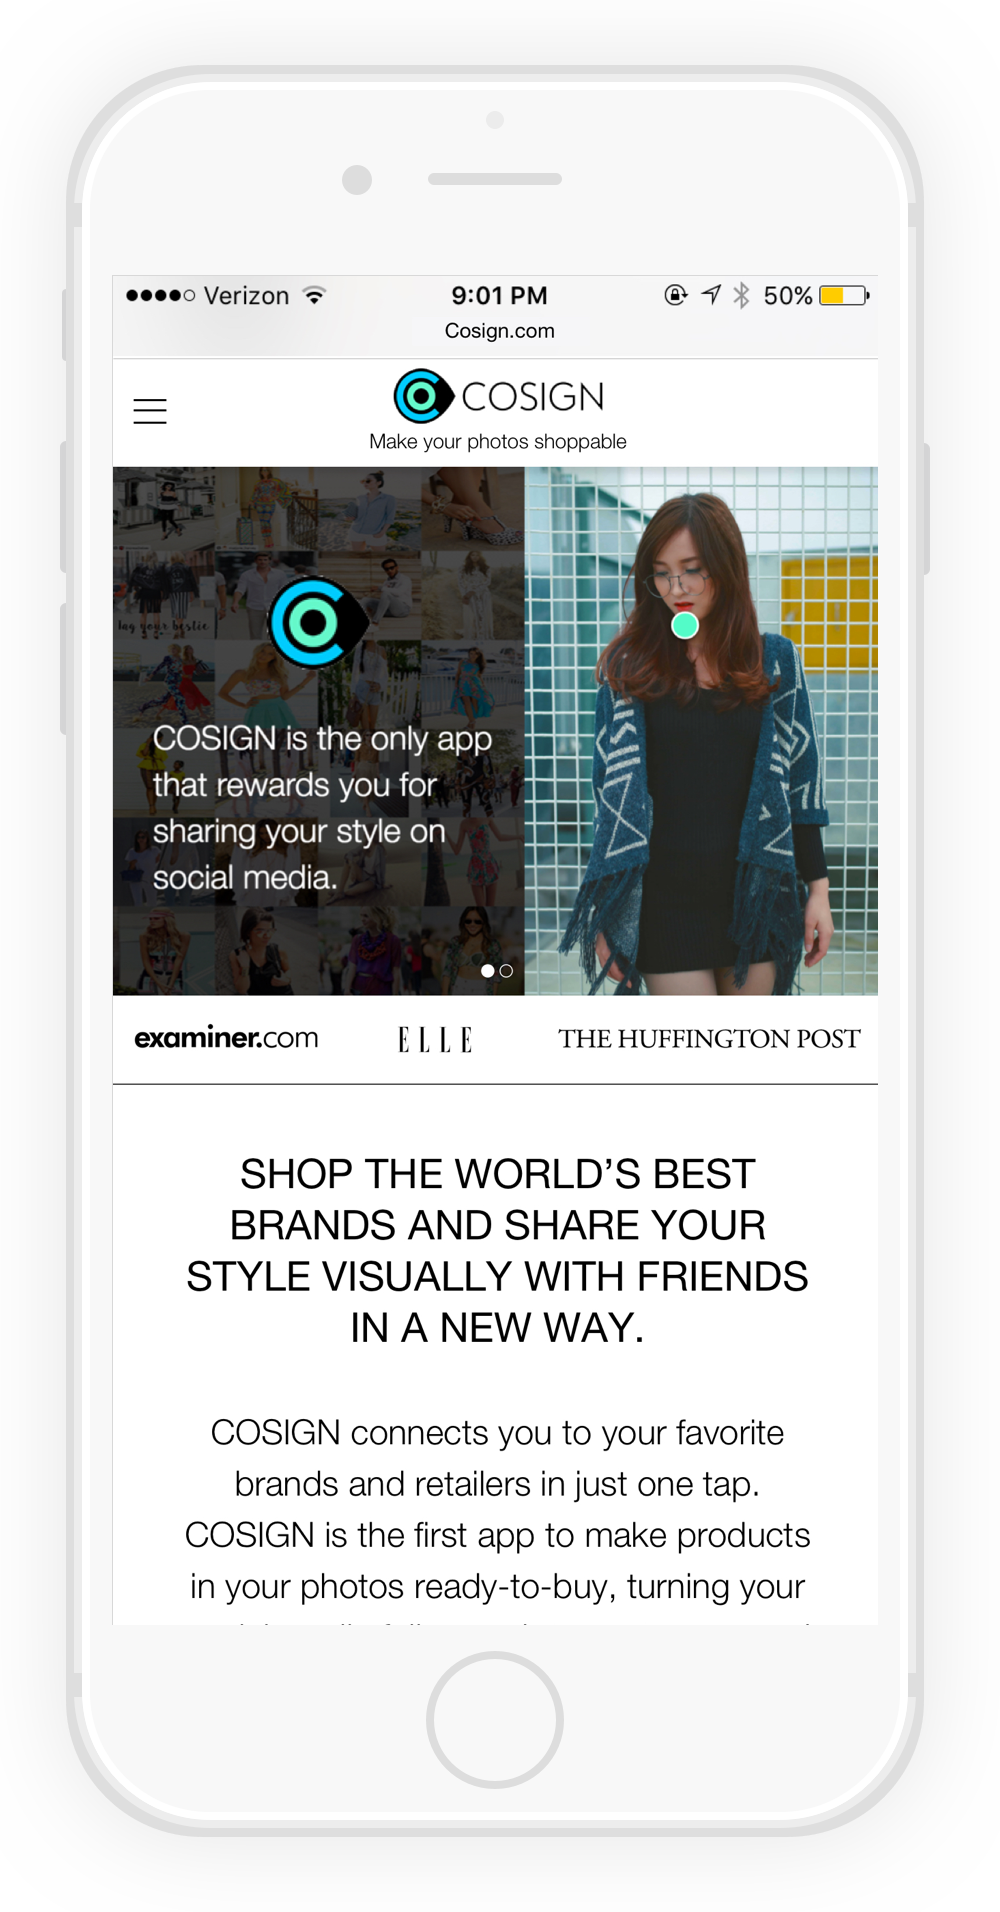 Verizon 9:01 PM 50%
Cosign.com
COSIGN
Make your photos shoppable
tag your bestie
COSIGN is the only app
that rewards you for
sharing your style on
social media.
examiner.com ELLE THE HUFFINGTON POST
SHOP THE WORLD’S BEST
BRANDS AND SHARE YOUR
STYLE VISUALLY WITH FRIENDS
IN A NEW WAY.
COSIGN connects you to your favorite
brands and retailers in just one tap.
COSIGN is the first app to make products
in your photos ready-to-buy, turning your